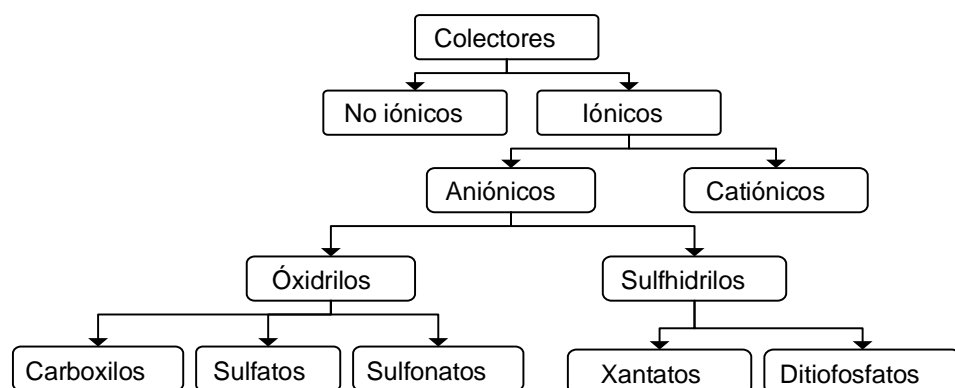 Colectores
No iónicos
Iónicos
Aniónicos
Catiónicos
Óxidrilos
Sulfhidrilos
Carboxilos
Sulfatos
Sulfonatos
Xantatos
Ditiofosfatos